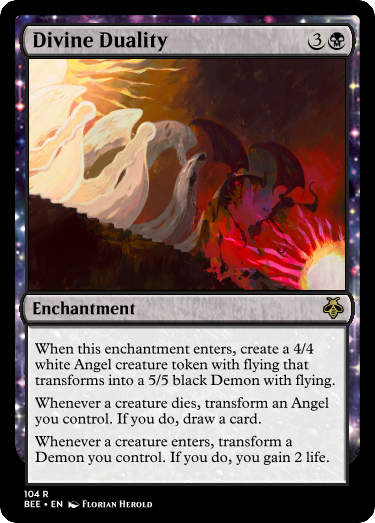 Divine Duality 3
Enchantment
When this enchantment enters, create a 4/4
white Angel creature token with flying that
transforms into a 5/5 black Demon with flying.
Whenever a creature dies, transform an Angel
you control. If you do, draw a card.
Whenever a creature enters, transform a
Demon you control. If you do, you gain 2 life.
104 R
BEE • EN Florian Herold